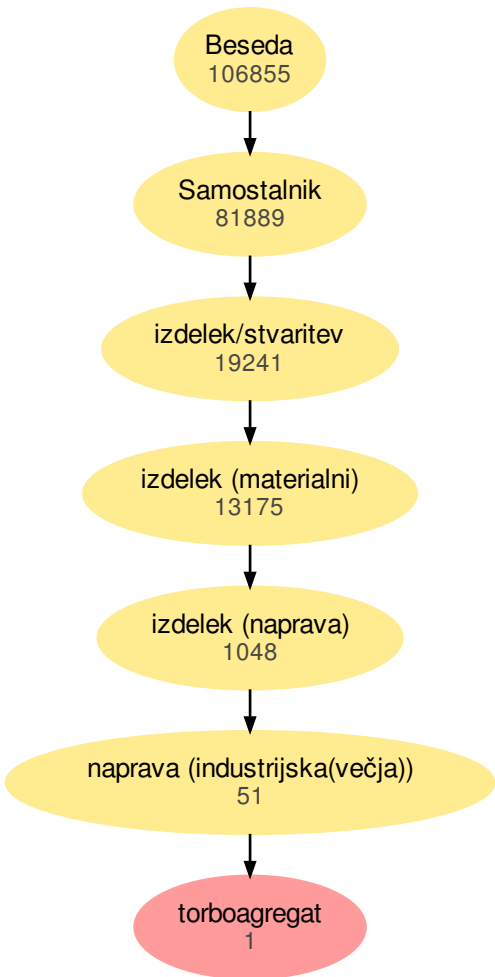 Beseda
106855
Samostalnik
81889
izdelek/stvaritev
19241
izdelek (materialni)
13175
izdelek (naprava)
1048
naprava (industrijska(večja))
51
torboagregat
1